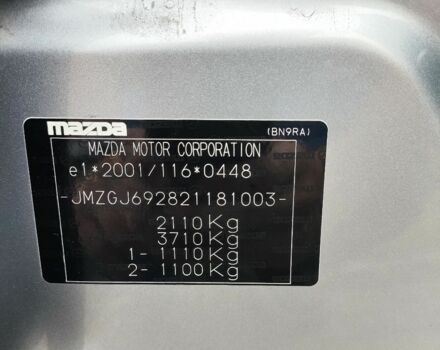 mazda
(BN9RA)
MAZDA MOTOR CORPORATION
e1*2001/116*0448
-JMZGJ692821181003-
2110Kg
3710Kg
1- 1110Kg
2- 1100Kg